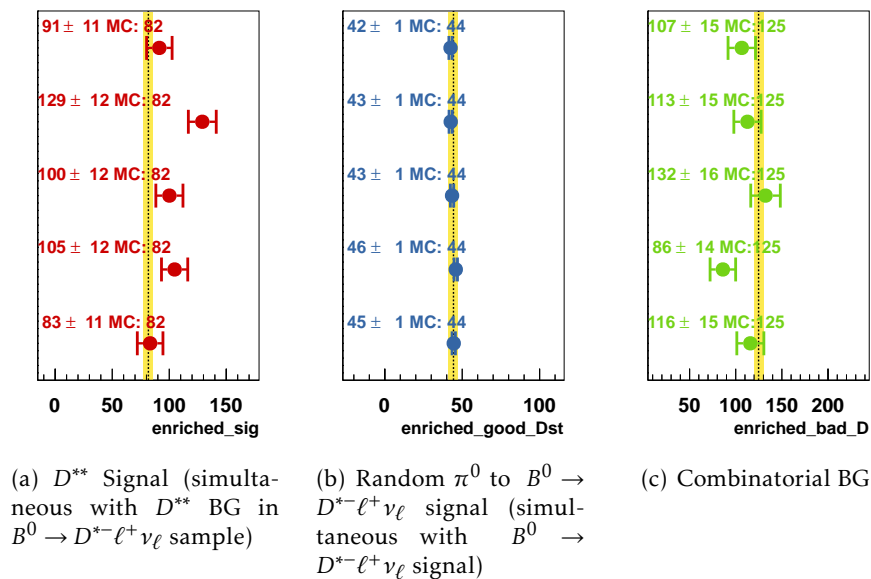 91 ± 11 MC: 82
129 ± 12 MC: 82
100 ± 12 MC: 82
105 ± 12 MC: 82
83 ± 11 MC: 82
0 50 100 150
enriched_sig
42 ± 1 MC: 44
43 ± 1 MC: 44
43 ± 1 MC: 44
46 ± 1 MC: 44
45 ± 1 MC: 44
0 50 100
enriched_good_Dst
107 ± 15 MC:125
113 ± 15 MC:125
132 ± 16 MC:125
86 ± 14 MC:125
116 ± 15 MC:125
50 100 150 200
enriched_bad_D
(a) D** Signal (simulta-
neous with D** BG in
B⁰ → D*⁻ℓ⁺νℓ sample)
(b) Random π⁰ to B⁰ →
D*⁻ℓ⁺νℓ signal (simul-
taneous with B⁰ →
D*⁻ℓ⁺νℓ signal)
(c) Combinatorial BG